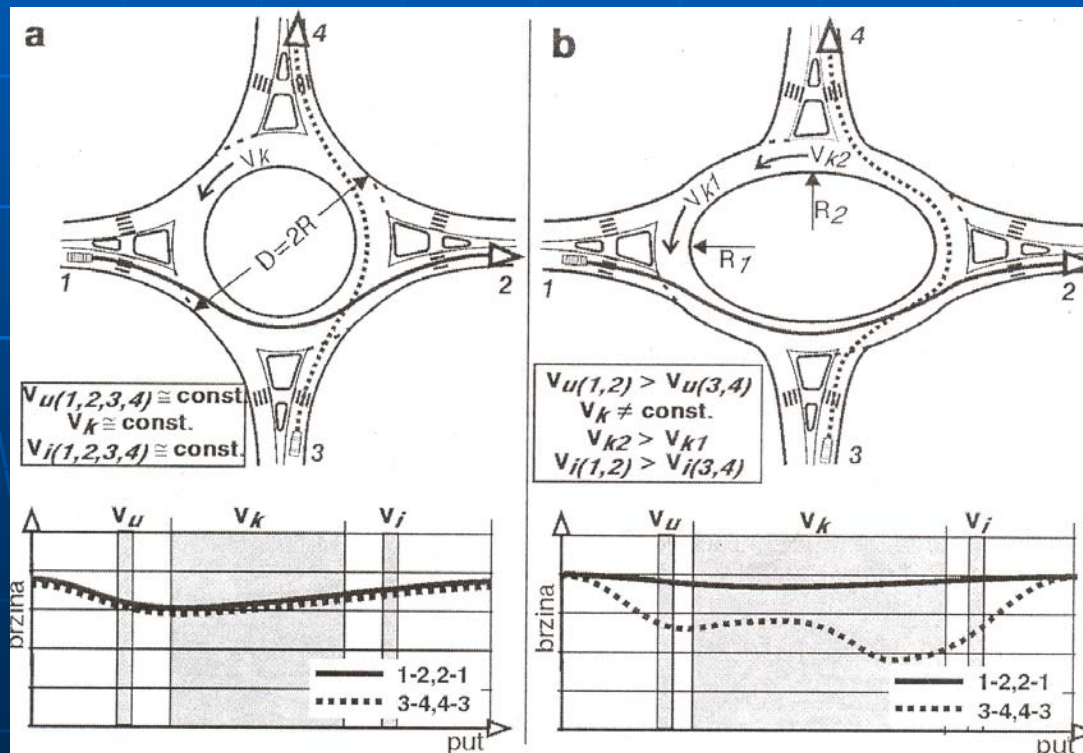 a
4
Vk
D=2R
1
2
Vu(1,2,3,4) ≅ const.
Vk ≅ const.
Vi(1,2,3,4) ≅ const.
3
Vu
Vk
Vi
brzina
1-2,2-1
3-4,4-3
put
b
4
Vk2
Vk1
R2
R1
1
2
Vu(1,2) > Vu(3,4)
Vk ≠ const.
Vk2 > Vk1
Vi(1,2) > Vi(3,4)
3
Vu
Vk
Vi
brzina
1-2,2-1
3-4,4-3
put